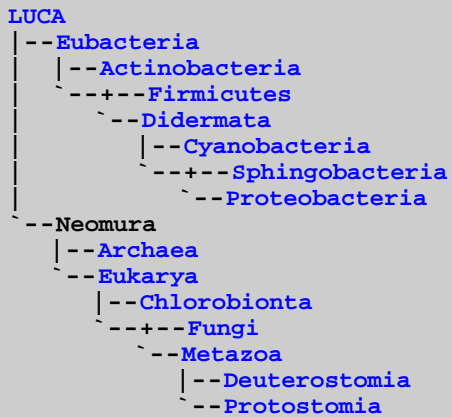 LUCA
|--Eubacteria
|  |--Actinobacteria
|  `--+--Firmicutes
|     `--Didermata
|        |--Cyanobacteria
|        `--+--Sphingobacteria
|           `--Proteobacteria
`--Neomura
   |--Archaea
   `--Eukarya
      |--Chlorobionta
      `--+--Fungi
         `--Metazoa
            |--Deuterostomia
            `--Protostomia